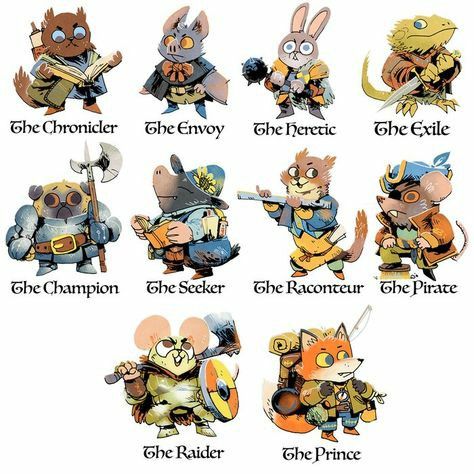 The Chronicler
The Envoy
The Heretic
The Exile
The Champion
The Seeker
The Raconteur
The Pirate
The Raider
The Prince